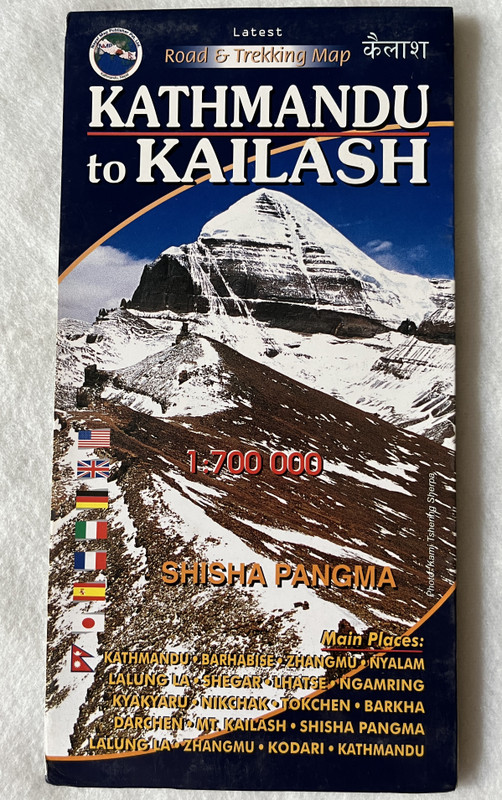 Latest
Road & Trekking Map
कैलाश
KATHMANDU
to KAILASH
1:700 000
SHISHA PANGMA
Photo: Kami Tshering Sherpa
Main Places:
KATHMANDU • BARHABISE • ZHANGMU • NYALAM
LALUNG LA • SHEGAR • LHATSE • NGAMRING
KYAKYARU • NIKCHAK • TOKCHEN • BARKHA
DARCHEN • MT. KAILASH • SHISHA PANGMA
LALUNG LA • ZHANGMU • KODARI • KATHMANDU